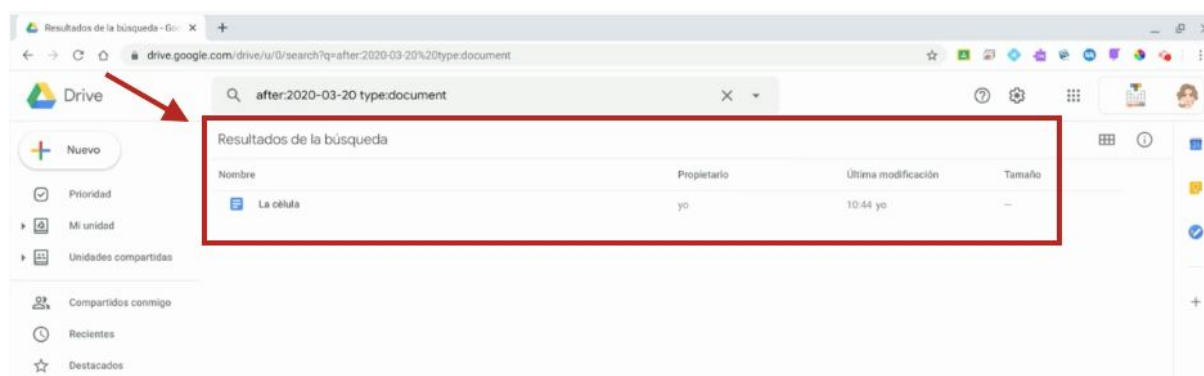 Resultados de la búsqueda - Goo
drive.google.com/drive/u/0/search?q=after:2020-03-20%20type:document
Drive
after:2020-03-20 type:document
Nuevo
Resultados de la búsqueda
Nombre Propietario Última modificación Tamaño
La célula yo 10:44 yo —
Prioridad
Mi unidad
Unidades compartidas
Compartidos conmigo
Recientes
Destacados